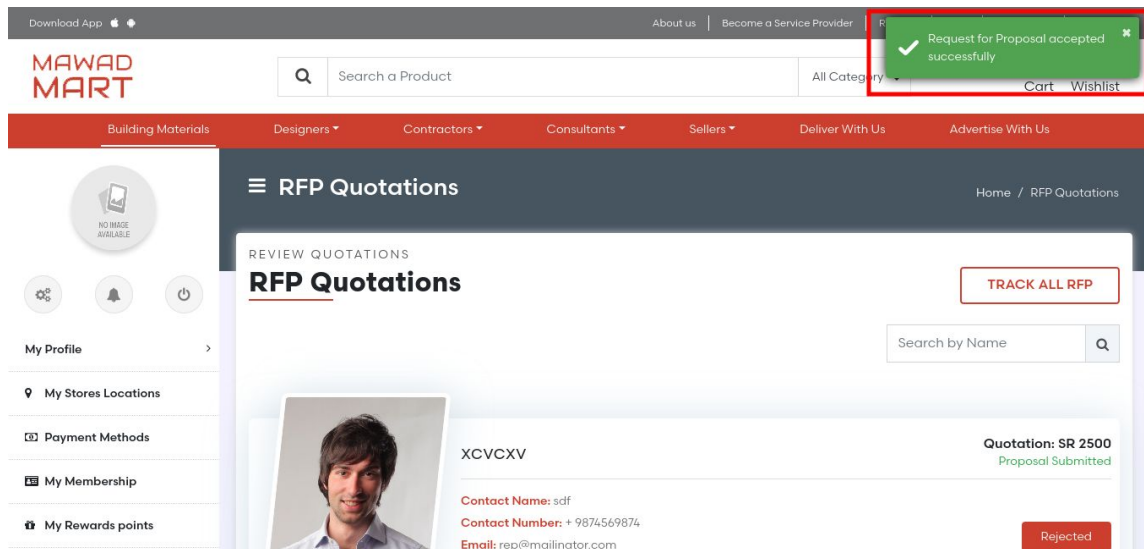 Download App
About us
Become a Service Provider
R
Request for Proposal accepted
successfully
×
MAWAD
MART
Search a Product
All Category
Cart
Wishlist
Building Materials
Designers
Contractors
Consultants
Sellers
Deliver With Us
Advertise With Us
NO IMAGE
AVAILABLE
RFP Quotations
Home / RFP Quotations
REVIEW QUOTATIONS
RFP Quotations
TRACK ALL RFP
Search by Name
My Profile
My Stores Locations
Payment Methods
My Membership
My Rewards points
XCVCXV
Quotation: SR 2500
Proposal Submitted
Contact Name: sdf
Contact Number: + 9874569874
Email: rep@mailinator.com
Rejected